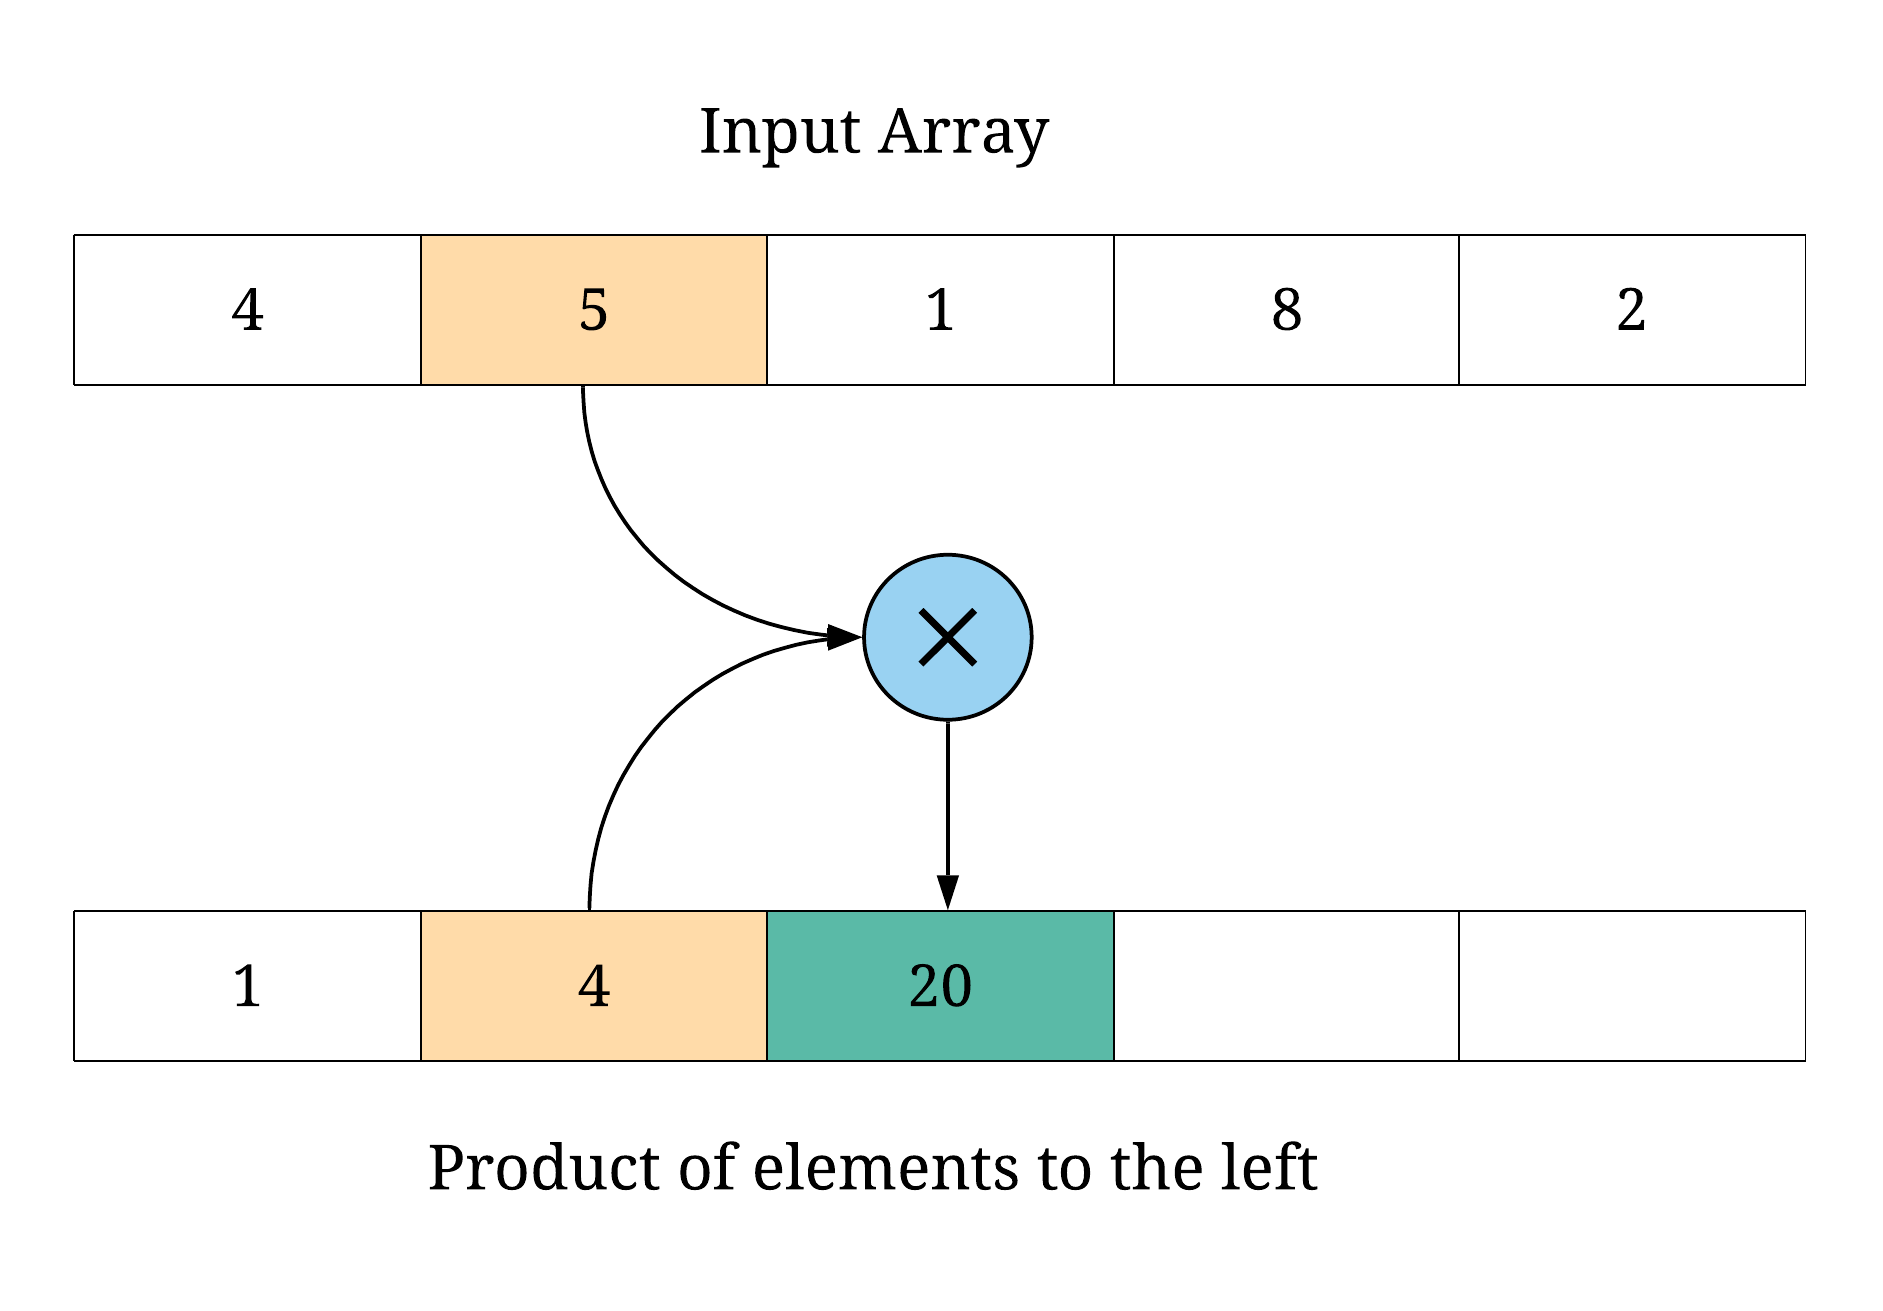 Input Array
4 5 1 8 2
×
1 4 20
Product of elements to the left